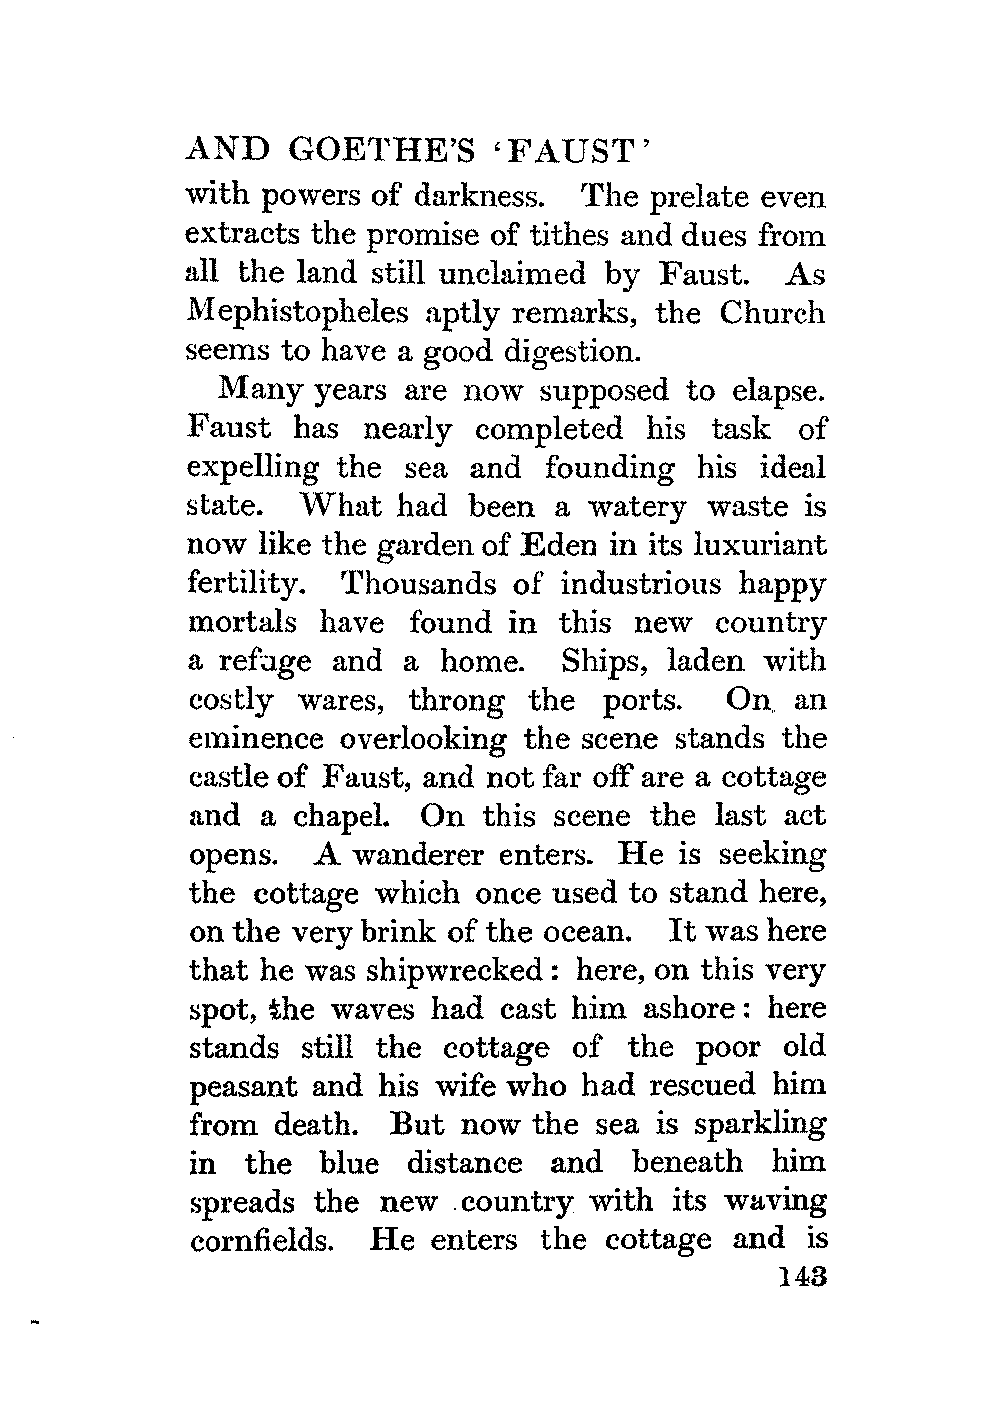 AND GOETHE'S 'FAUST'
with powers of darkness. The prelate even
extracts the promise of tithes and dues from
all the land still unclaimed by Faust. As
Mephistopheles aptly remarks, the Church
seems to have a good digestion.
Many years are now supposed to elapse.
Faust has nearly completed his task of
expelling the sea and founding his ideal
state. What had been a watery waste is
now like the garden of Eden in its luxuriant
fertility. Thousands of industrious happy
mortals have found in this new country
a refuge and a home. Ships, laden with
costly wares, throng the ports. On an
eminence overlooking the scene stands the
castle of Faust, and not far off are a cottage
and a chapel. On this scene the last act
opens. A wanderer enters. He is seeking
the cottage which once used to stand here,
on the very brink of the ocean. It was here
that he was shipwrecked: here, on this very
spot, the waves had cast him ashore: here
stands still the cottage of the poor old
peasant and his wife who had rescued him
from death. But now the sea is sparkling
in the blue distance and beneath him
spreads the new country with its waving
cornfields. He enters the cottage and is
143